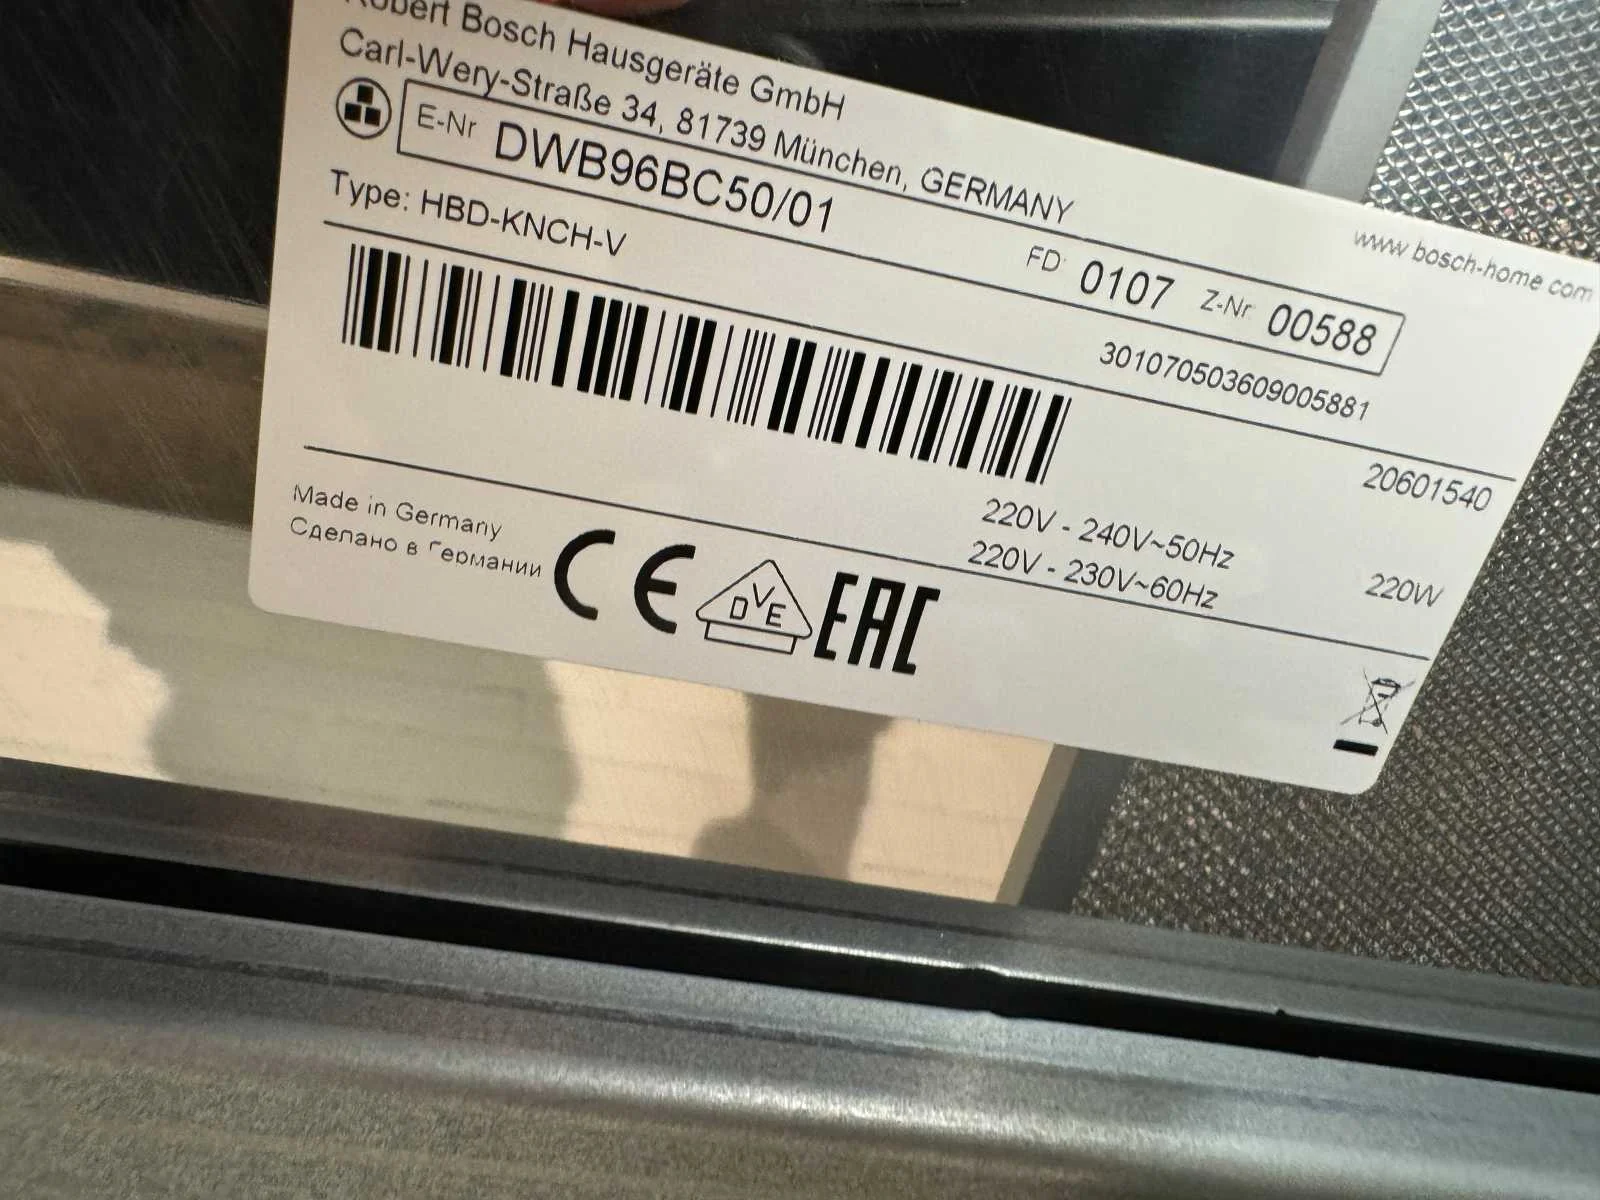 Robert Bosch Hausgeräte GmbH
Carl-Wery-Straße 34, 81739 München, GERMANY
www.bosch-home.com
E-Nr DWB96BC50/01 FD 0107 Z-Nr 00588
Type: HBD-KNCH-V
301070503609005881
20601540
220V - 240V~50Hz
220V - 230V~60Hz
220W
Made in Germany
Сделано в Германии
CE
DVE
EAC